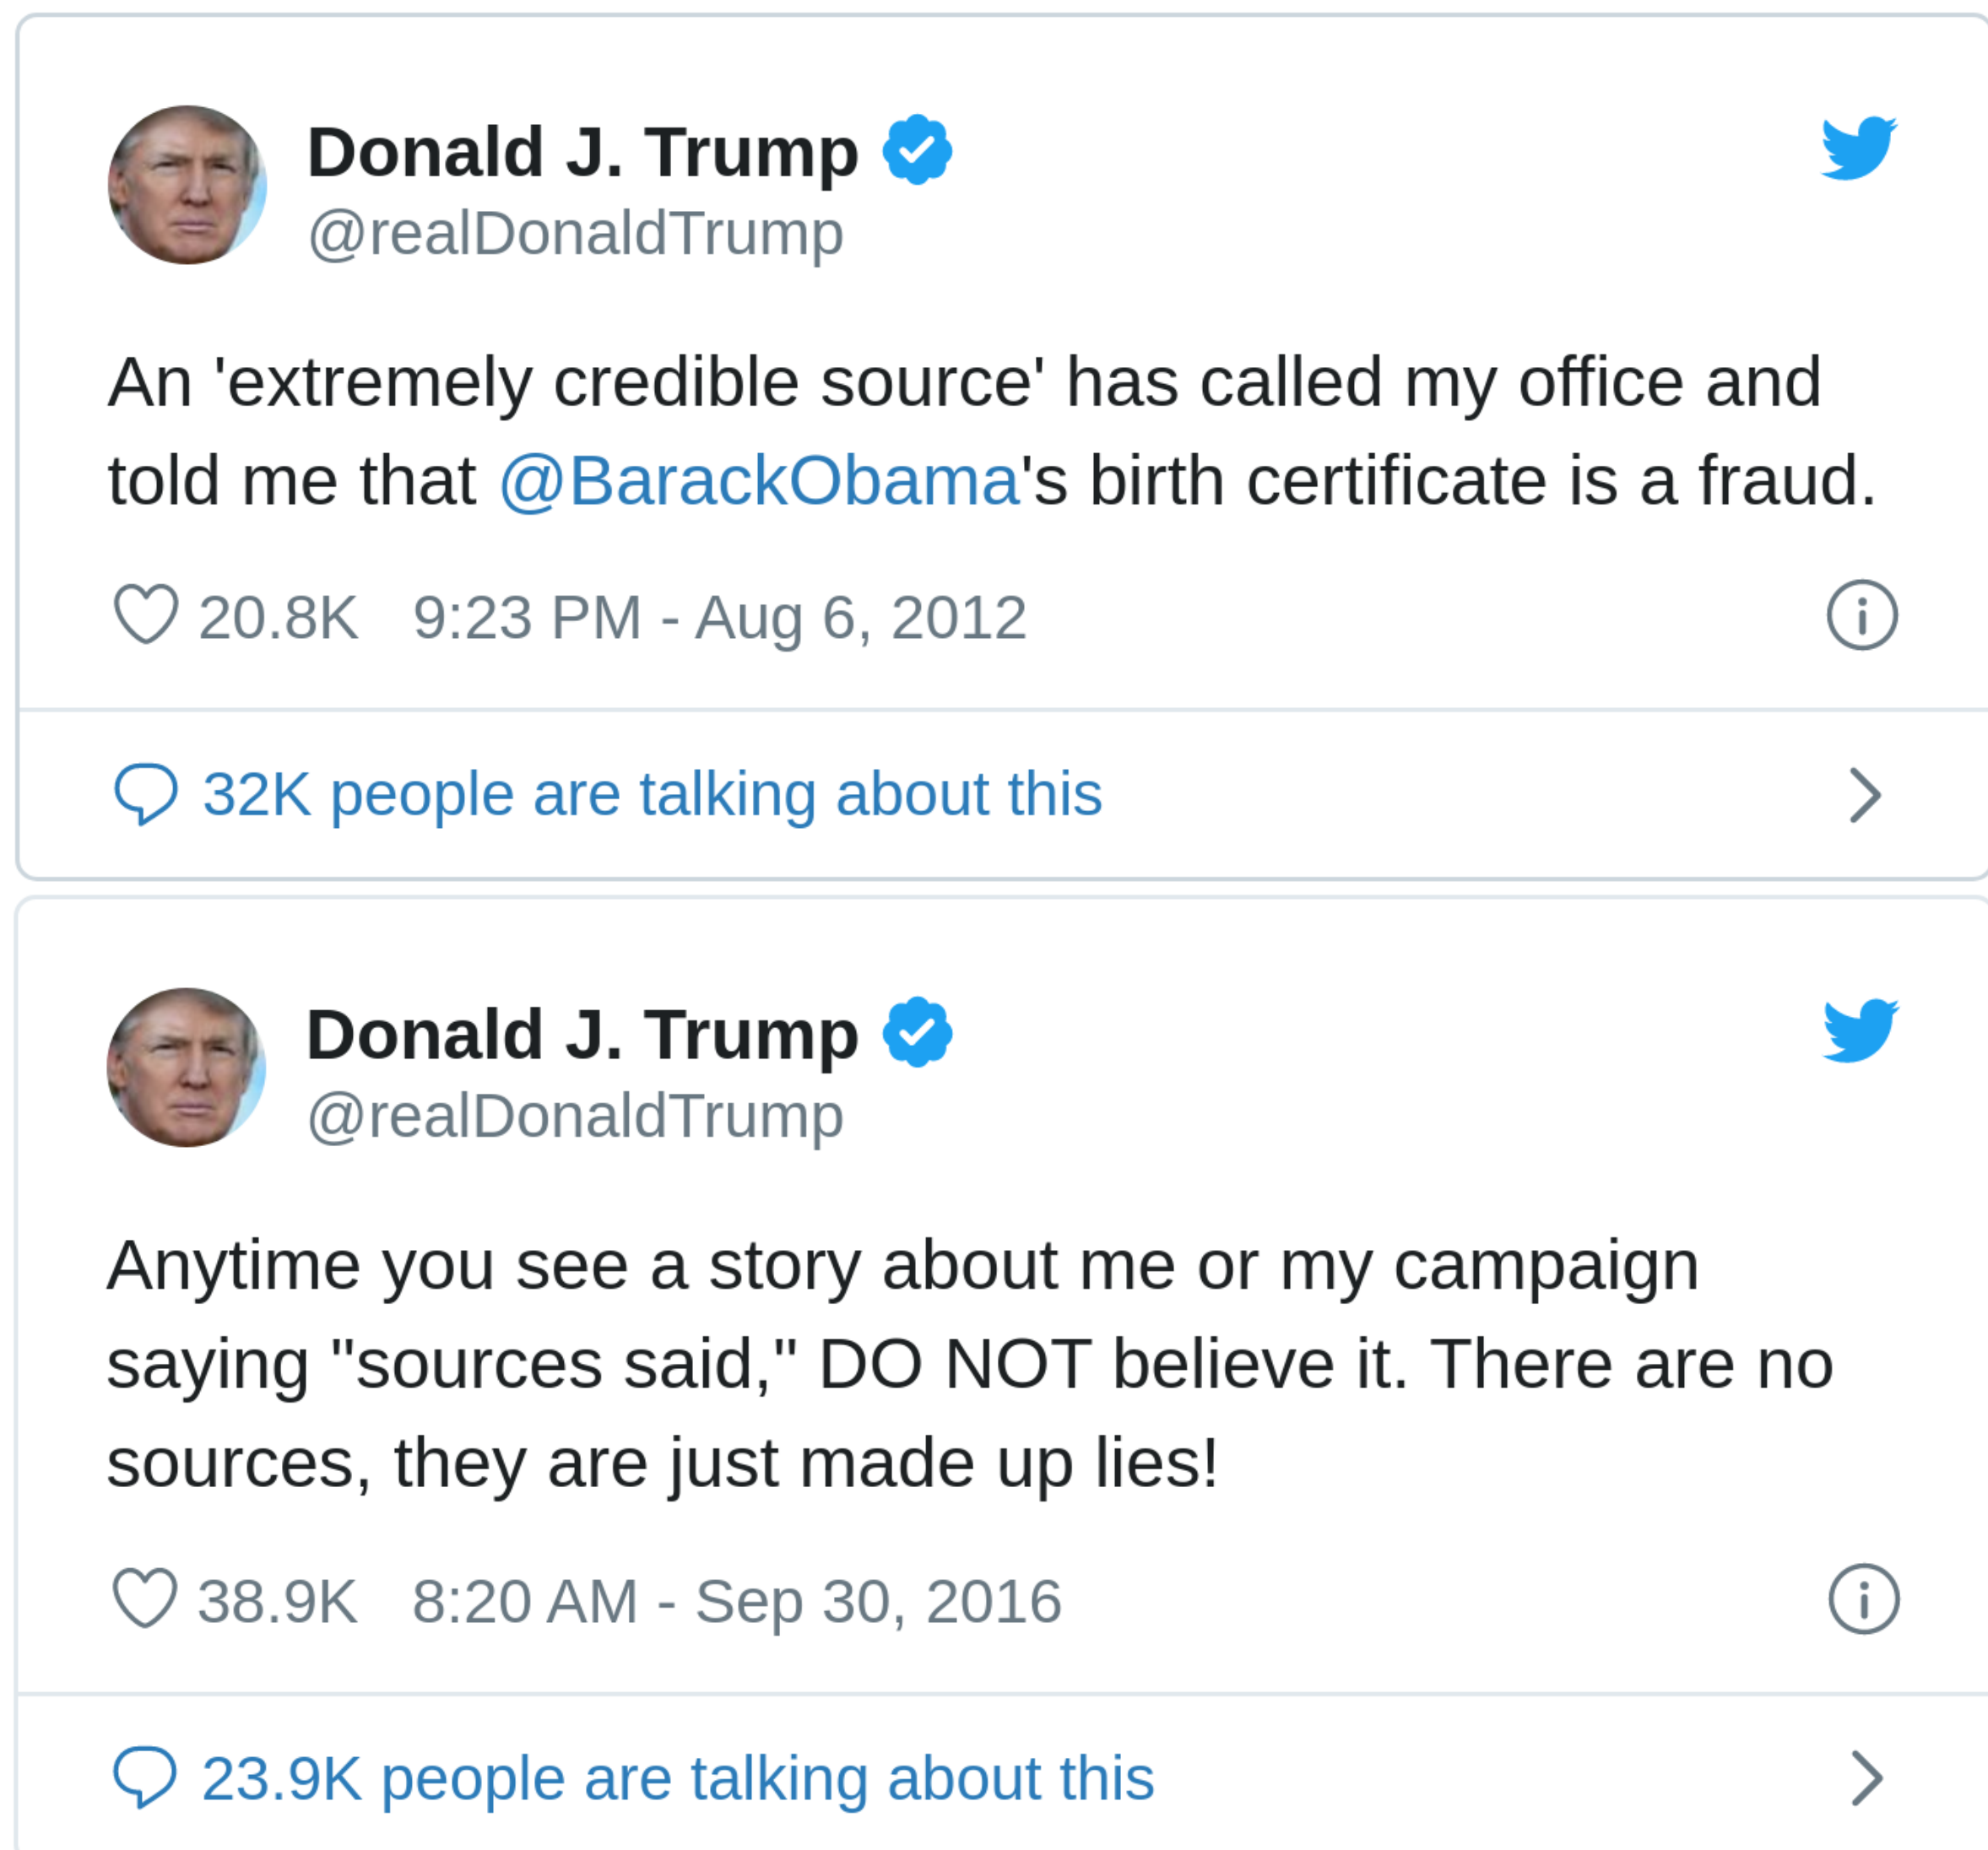 Donald J. Trump
@realDonaldTrump
An 'extremely credible source' has called my office and
told me that @BarackObama's birth certificate is a fraud.
20.8K 9:23 PM - Aug 6, 2012
32K people are talking about this
Donald J. Trump
@realDonaldTrump
Anytime you see a story about me or my campaign
saying "sources said," DO NOT believe it. There are no
sources, they are just made up lies!
38.9K 8:20 AM - Sep 30, 2016
23.9K people are talking about this